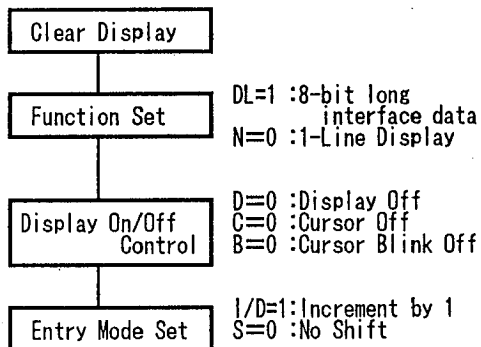 Clear Display
Function Set
DL=1 :8-bit long
interface data
N=0 :1-Line Display
Display On/Off
Control
D=0 :Display Off
C=0 :Cursor Off
B=0 :Cursor Blink Off
Entry Mode Set
I/D=1:Increment by 1
S=0 :No Shift